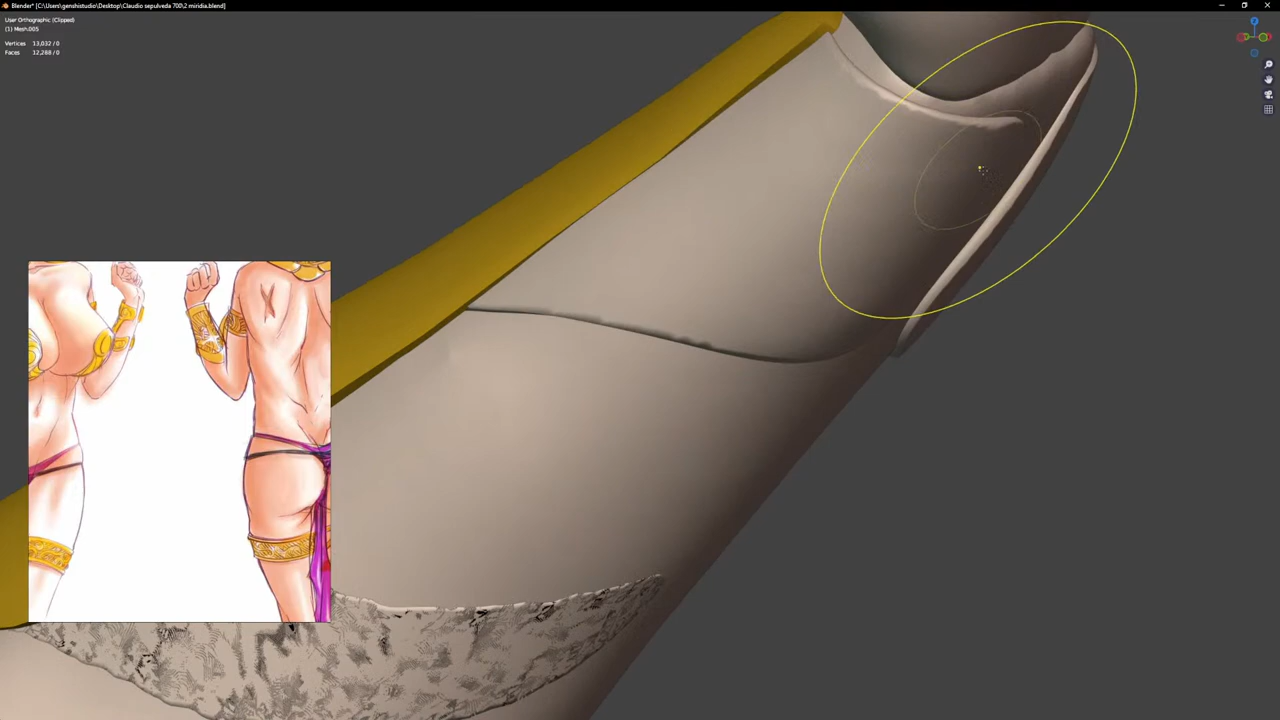 Blender* [C:\Users\genshistudio\Desktop\Claudio sepulveda 700\2 miridia.blend]
User Orthographic (Clipped)
(1) Mesh.005
Vertices 13,032 / 0
Faces 12,288 / 0